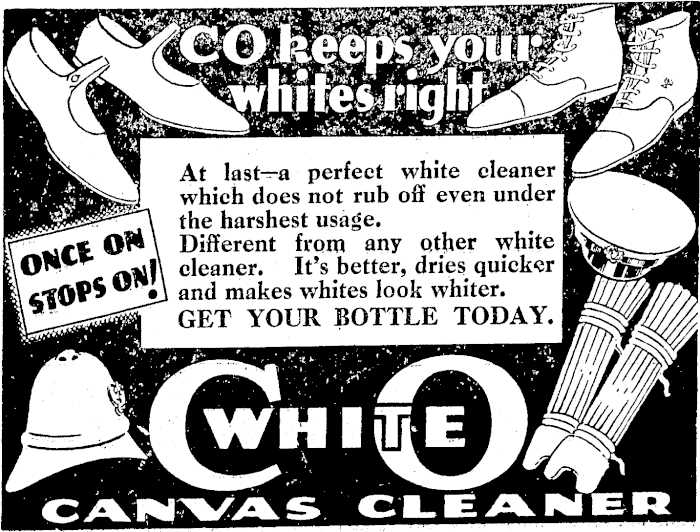 CO keeps your
whites right
At last—a perfect white cleaner
which does not rub off even under
the harshest usage.
Different from any other white
cleaner. It's better, dries quicker
and makes whites look whiter.
GET YOUR BOTTLE TODAY.
ONCE ON
STOPS ON!
CO
WHITE
CANVAS CLEANER